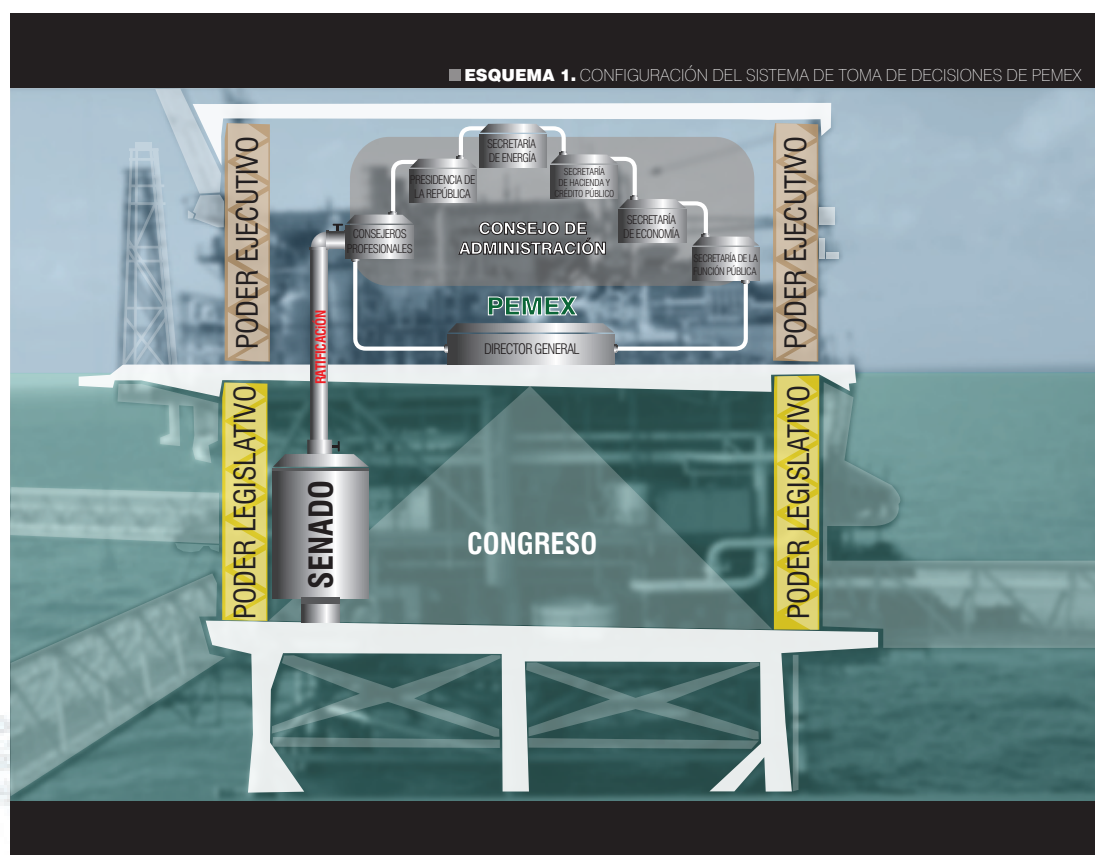 ESQUEMA 1. CONFIGURACIÓN DEL SISTEMA DE TOMA DE DECISIONES DE PEMEX
PODER EJECUTIVO
SECRETARÍA
DE ENERGÍA
PRESIDENCIA DE
LA REPÚBLICA
SECRETARÍA
DE HACIENDA Y
CRÉDITO PÚBLICO
CONSEJEROS
PROFESIONALES
CONSEJO DE
ADMINISTRACIÓN
SECRETARÍA
DE ECONOMÍA
SECRETARÍA DE LA
FUNCIÓN PÚBLICA
PODER EJECUTIVO
PEMEX
DIRECTOR GENERAL
RATIFICACIÓN
PODER LEGISLATIVO
SENADO
CONGRESO
PODER LEGISLATIVO